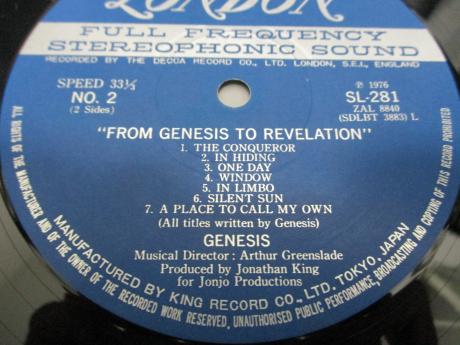 LONDON
FULL FREQUENCY
STEREOPHONIC SOUND
RECORDED BY THE DECCA RECORD CO., LTD. LONDON, S.E.I., ENGLAND
SPEED 33⅓
NO. 2
(2 Sides)
℗ 1976
SL-281
ZAL 8840
(SDLBT 3883) L
"FROM GENESIS TO REVELATION"
1. THE CONQUEROR
2. IN HIDING
3. ONE DAY
4. WINDOW
5. IN LIMBO
6. SILENT SUN
7. A PLACE TO CALL MY OWN
(All titles written by Genesis)
GENESIS
Musical Director : Arthur Greenslade
Produced by Jonathan King
for Jonjo Productions
MANUFACTURED BY KING RECORD CO., LTD. TOKYO, JAPAN
ALL RIGHTS OF THE MANUFACTURER AND OF THE OWNER OF THE RECORDED WORK RESERVED, UNAUTHORISED PUBLIC PERFORMANCE, BROADCASTING AND COPYING OF THIS RECORD PROHIBITED